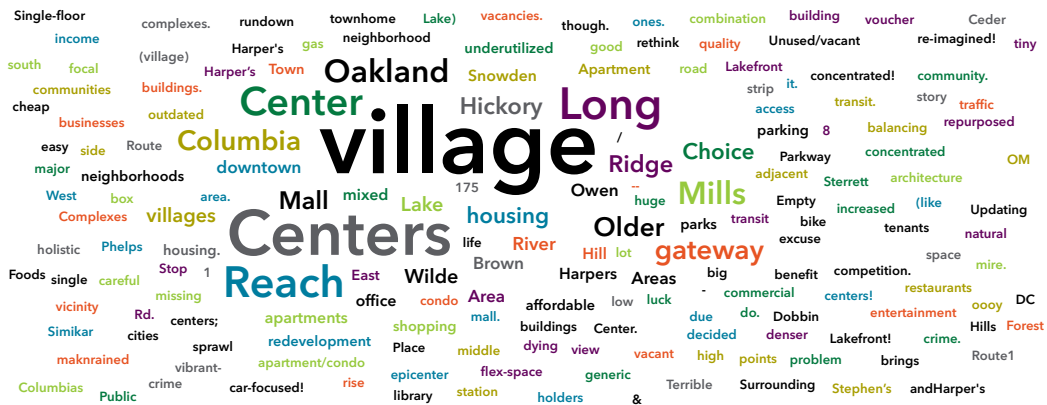 Single-floor complexes. rundown townhome Lake) vacancies. though. ones. combination building voucher Ceder
income (village) Harper's gas neighborhood underutilized good rethink quality Unused/vacant re-imagined! tiny
south focal Harper's Town Oakland Snowden Apartment road Lakefront concentrated! community.
communities buildings. Center Hickory Long strip it. access transit. story traffic
cheap businesses outdated Columbia village / parking 8 balancing repurposed
easy side Route downtown Ridge Choice Parkway concentrated OM
major neighborhoods 175 Owen -- adjacent Sterrett architecture
West box area. Mall mixed Lake huge Mills Empty increased (like Updating
Complexes villages Centers housing Older parks transit bike tenants natural
holistic Phelps housing. life River Hill lot gateway excuse space
Foods single careful Stop 1 Reach East Wilde Brown Harpers Areas big benefit competition. mire.
vicinity missing office condo Area affordable low luck - commercial centers! restaurants oooy DC
Simikar Rd. centers; apartments shopping mall. buildings Center. due do. Dobbin entertainment Hills Forest
cities sprawl redevelopment Place middle dying view decided denser Lakefront! crime.
maknrained vibrant- apartment/condo epicenter flex-space vacant high points problem brings Route1
Columbias Public crime car-focused! rise library station generic holders & Terrible Surrounding Stephen's andHarper's